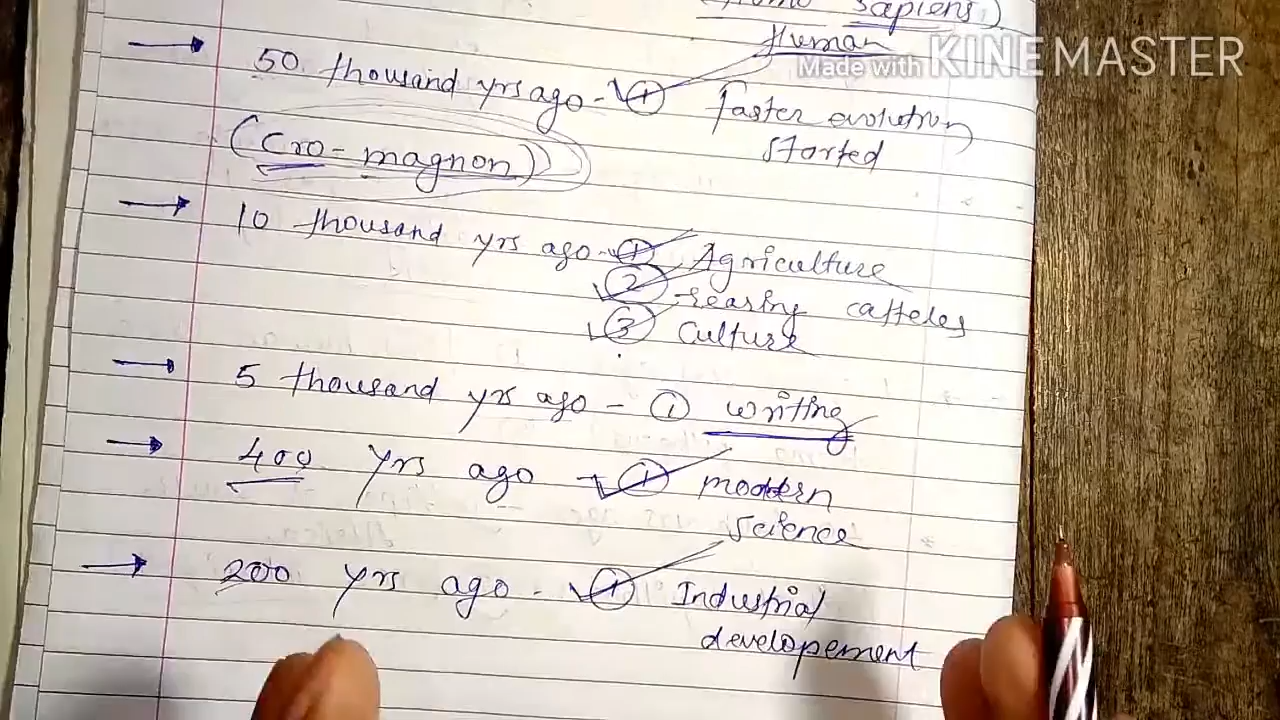 (Homo Sapiens)
Human
Made with KINEMASTER
50 thousand yrs ago - 1 faster evolution
started
(Cro-magnon)
10 thousand yrs ago - 1 Agriculture
2 rearing catteles
3 Culture
5 thousand yrs ago - 1 writing
400 yrs ago - 1 modern
science
200 yrs ago - 1 Industrial
developement